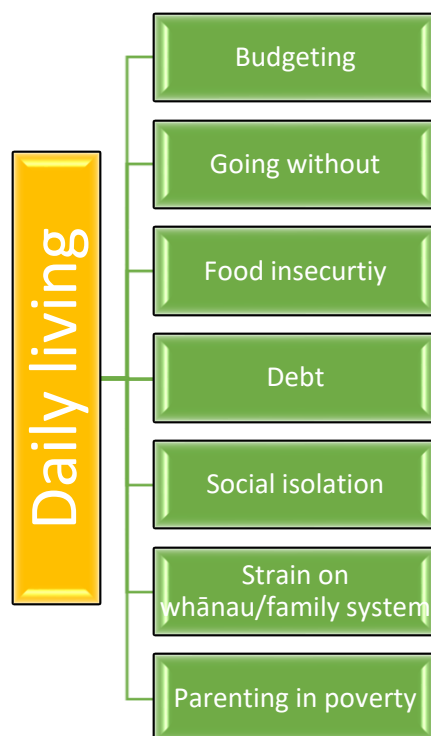 Daily living
Budgeting
Going without
Food insecurtiy
Debt
Social isolation
Strain on
whānau/family system
Parenting in poverty